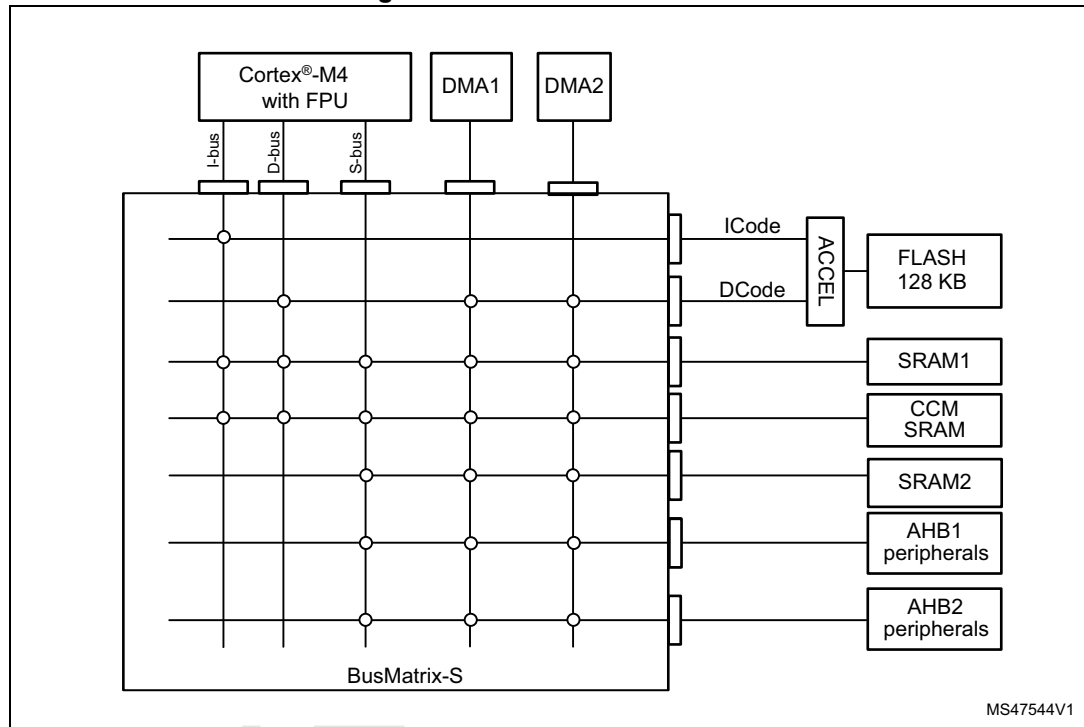 Cortex®-M4
with FPU
DMA1
DMA2
I-bus
D-bus
S-bus
ICode
DCode
ACCEL
FLASH
128 KB
SRAM1
CCM
SRAM
SRAM2
AHB1
peripherals
AHB2
peripherals
BusMatrix-S
MS47544V1